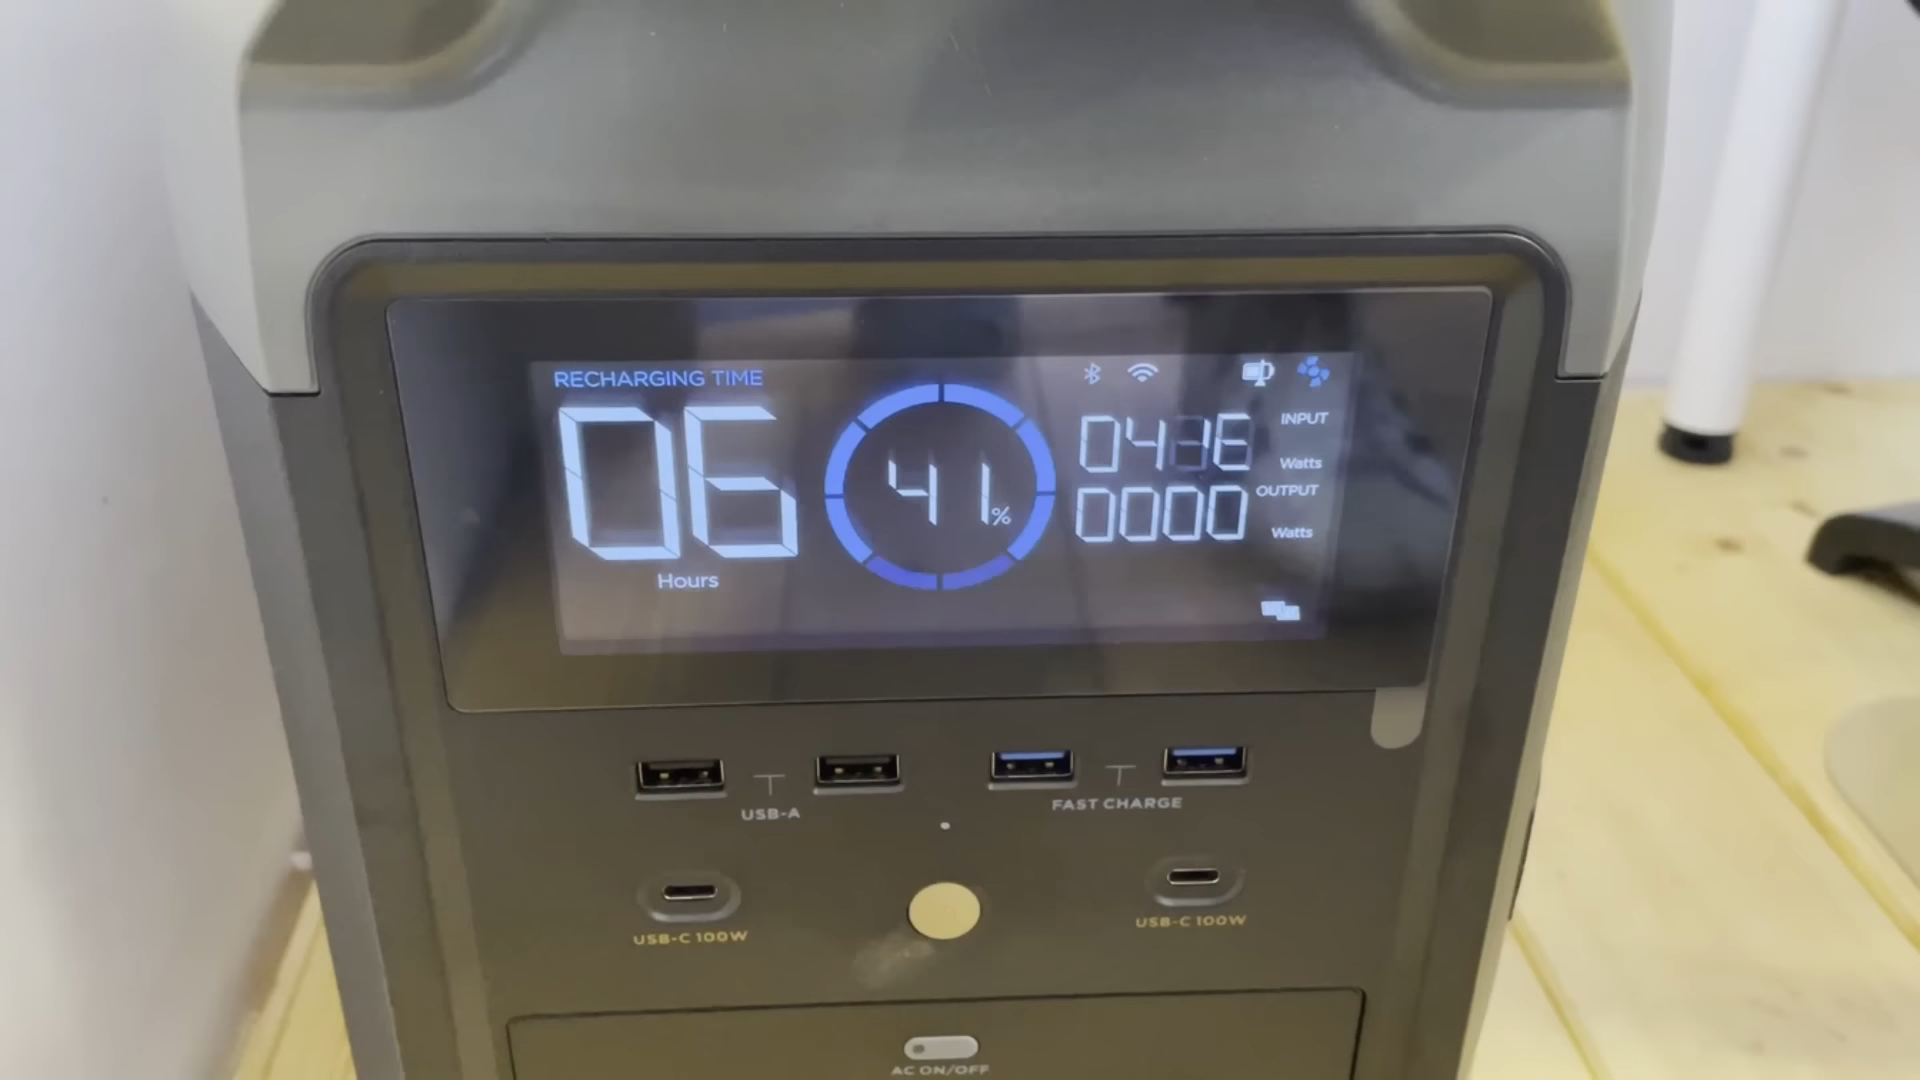 RECHARGING TIME
06
Hours
41%
INPUT
Watts
0000
OUTPUT
Watts
USB-A
FAST CHARGE
USB-C 100W
USB-C 100W
AC ON/OFF